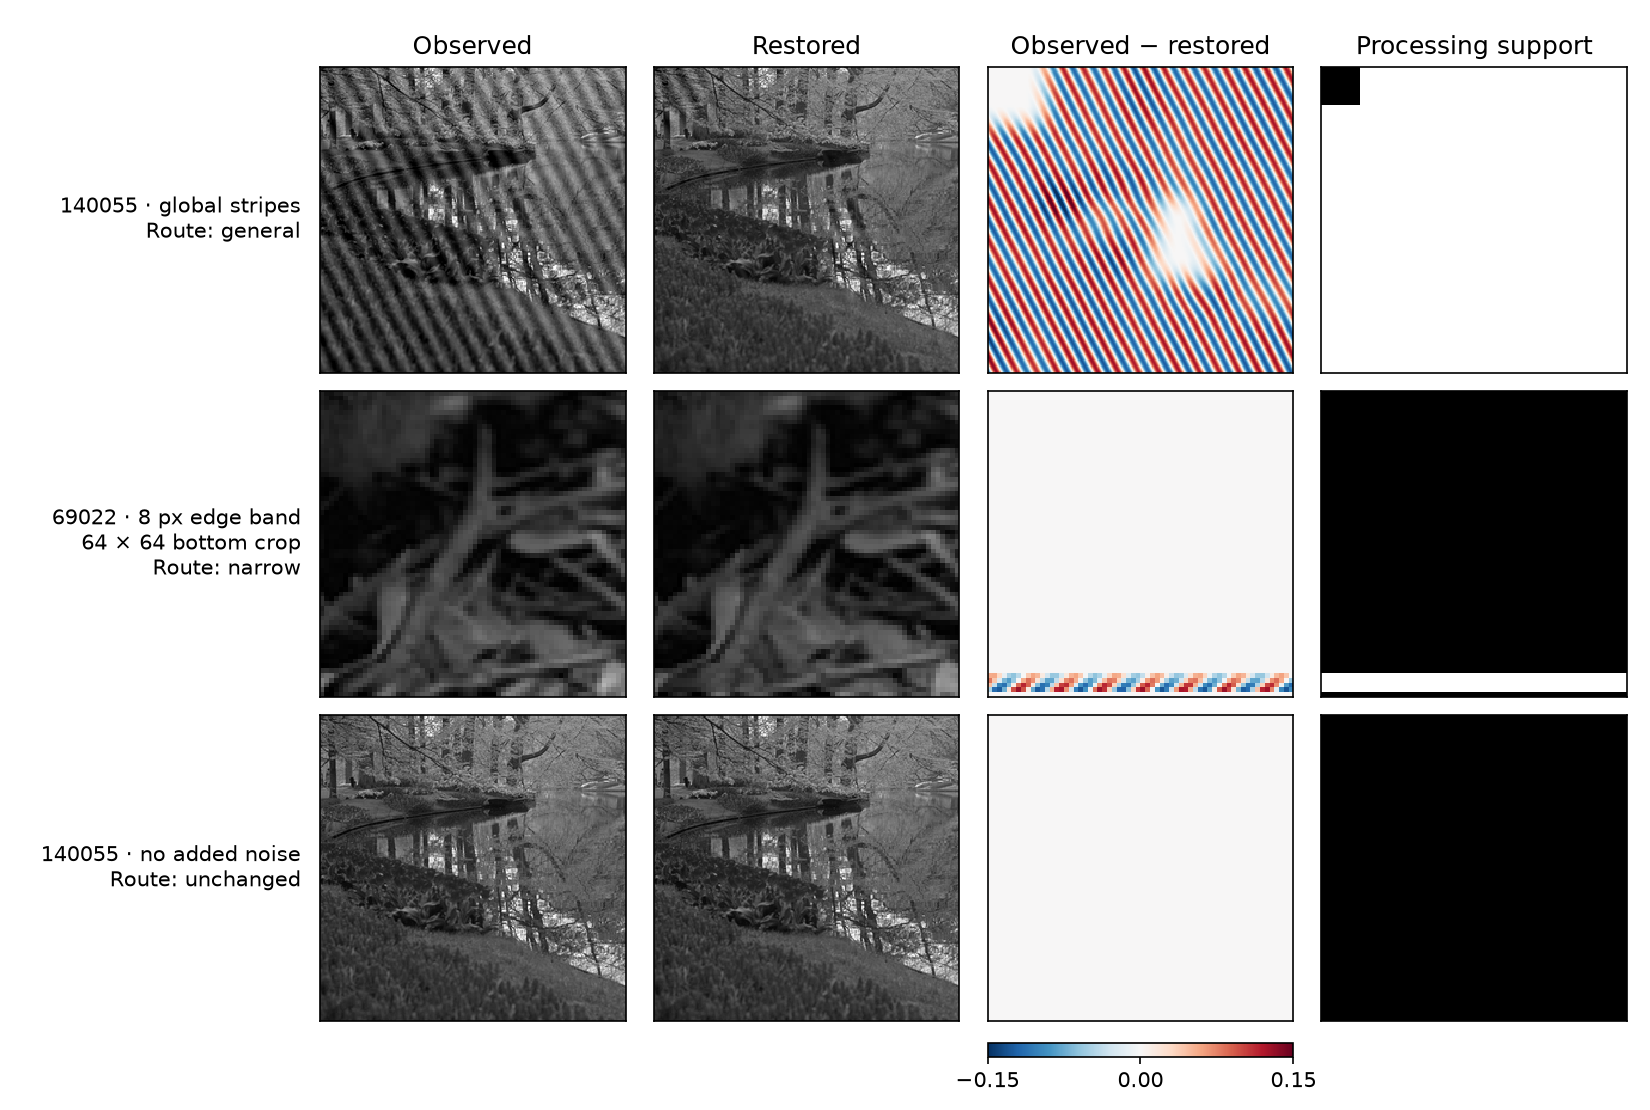 Observed
Restored
Observed − restored
Processing support
140055 · global stripes
Route: general
69022 · 8 px edge band
64 × 64 bottom crop
Route: narrow
140055 · no added noise
Route: unchanged
−0.15
0.00
0.15